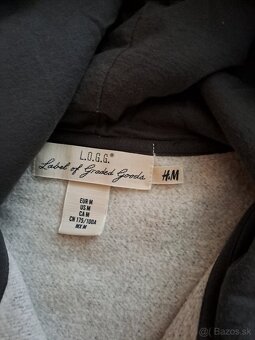 L.O.G.G.®
Label of Graded Goods
H&M
EUR M
US M
CA M
CN 175/100A
MX M
Bazos.sk